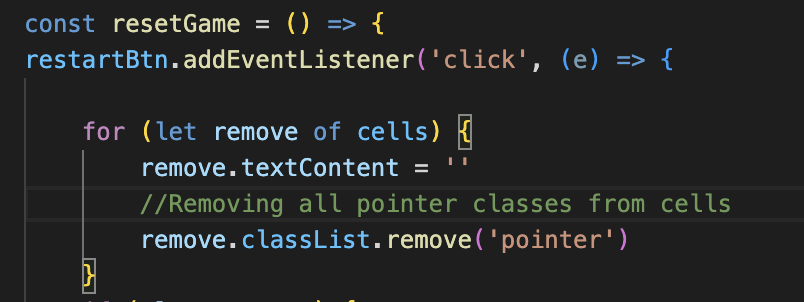 const resetGame = () => {
restartBtn.addEventListener('click', (e) => {
for (let remove of cells) {
remove.textContent = ''
//Removing all pointer classes from cells
remove.classList.remove('pointer')
}